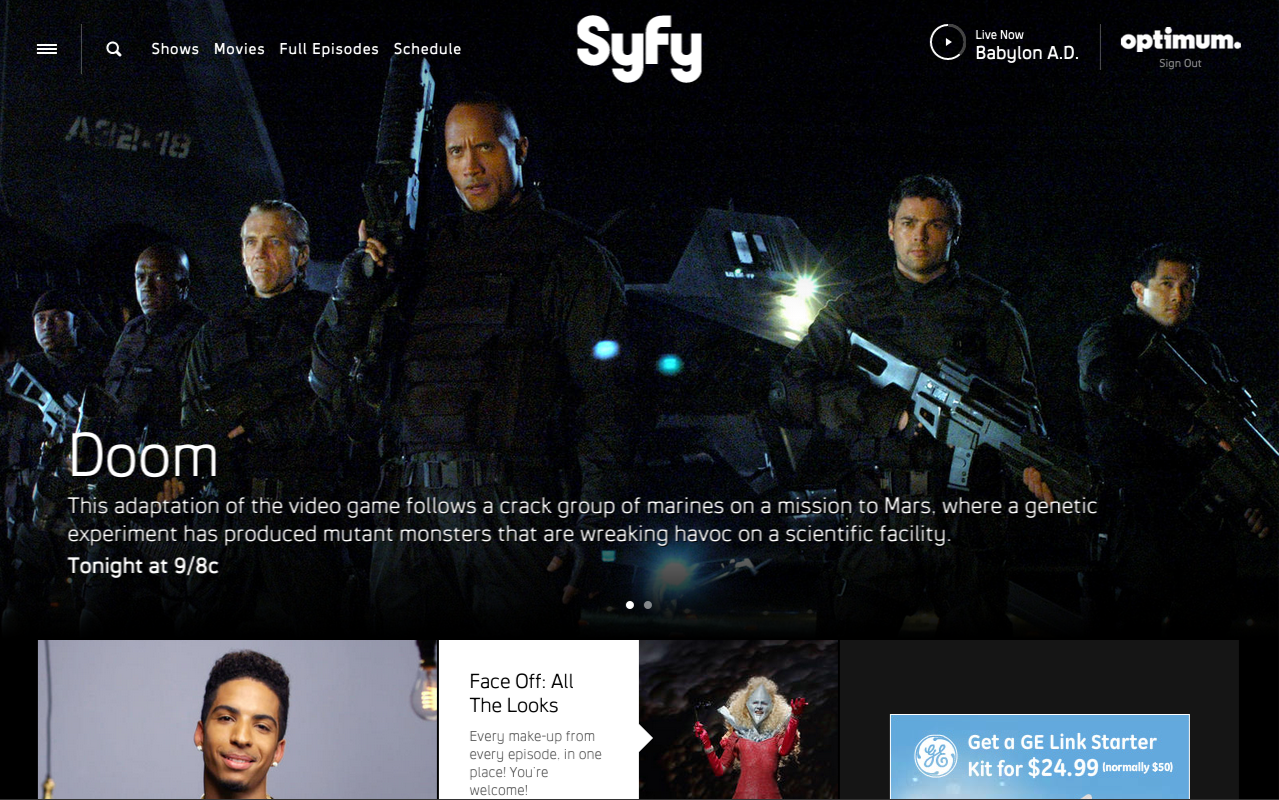 Shows Movies Full Episodes Schedule
Syfy
Live Now
Babylon A.D.
optimum.
Sign Out
A32-18
Doom
This adaptation of the video game follows a crack group of marines on a mission to Mars, where a genetic
experiment has produced mutant monsters that are wreaking havoc on a scientific facility.
Tonight at 9/8c
Face Off: All
The Looks
Every make-up from
every episode, in one
place! You're
welcome!
GE
Get a GE Link Starter
Kit for $24.99 (normally $50)